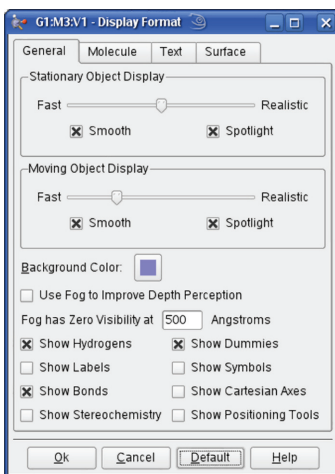 G1:M3:V1 - Display Format
General Molecule Text Surface
Stationary Object Display
Fast Realistic
Smooth Spotlight
Moving Object Display
Fast Realistic
Smooth Spotlight
Background Color:
Use Fog to Improve Depth Perception
Fog has Zero Visibility at 500 Angstroms
Show Hydrogens Show Dummies
Show Labels Show Symbols
Show Bonds Show Cartesian Axes
Show Stereochemistry Show Positioning Tools
Ok Cancel Default Help